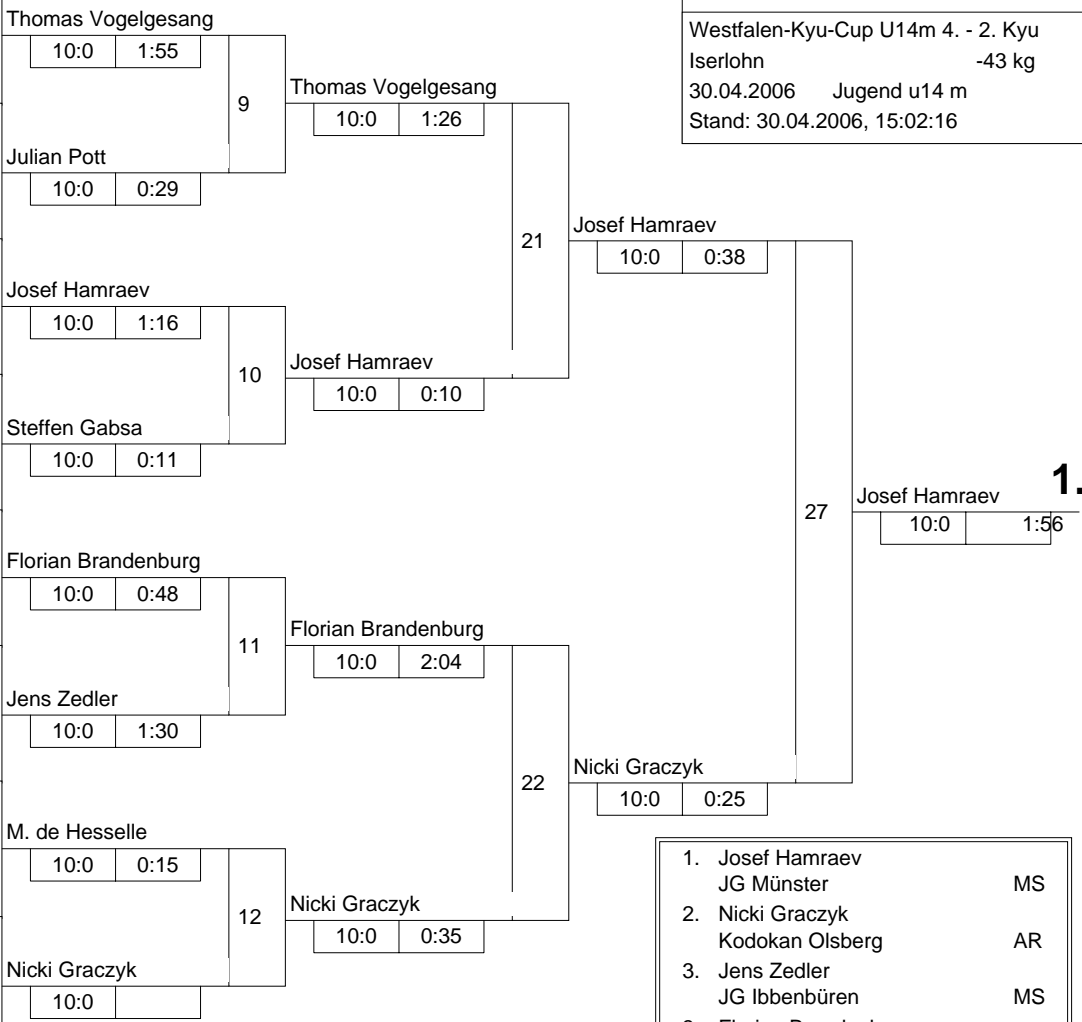 Thomas Vogelgesang
10:0 1:55
9
Julian Pott
10:0 0:29
Josef Hamraev
10:0 1:16
10
Steffen Gabsa
10:0 0:11
Florian Brandenburg
10:0 0:48
11
Jens Zedler
10:0 1:30
M. de Hesselle
10:0 0:15
12
Nicki Graczyk
10:0
Thomas Vogelgesang
10:0 1:26
21
Josef Hamraev
10:0 0:10
Florian Brandenburg
10:0 2:04
22
Nicki Graczyk
10:0 0:35
Josef Hamraev
10:0 0:38
27
Nicki Graczyk
10:0 0:25
Josef Hamraev 1.
10:0 1:56
Westfalen-Kyu-Cup U14m 4. - 2. Kyu
Iserlohn -43 kg
30.04.2006 Jugend u14 m
Stand: 30.04.2006, 15:02:16
1. Josef Hamraev
JG Münster MS
2. Nicki Graczyk
Kodokan Olsberg AR
3. Jens Zedler
JG Ibbenbüren MS